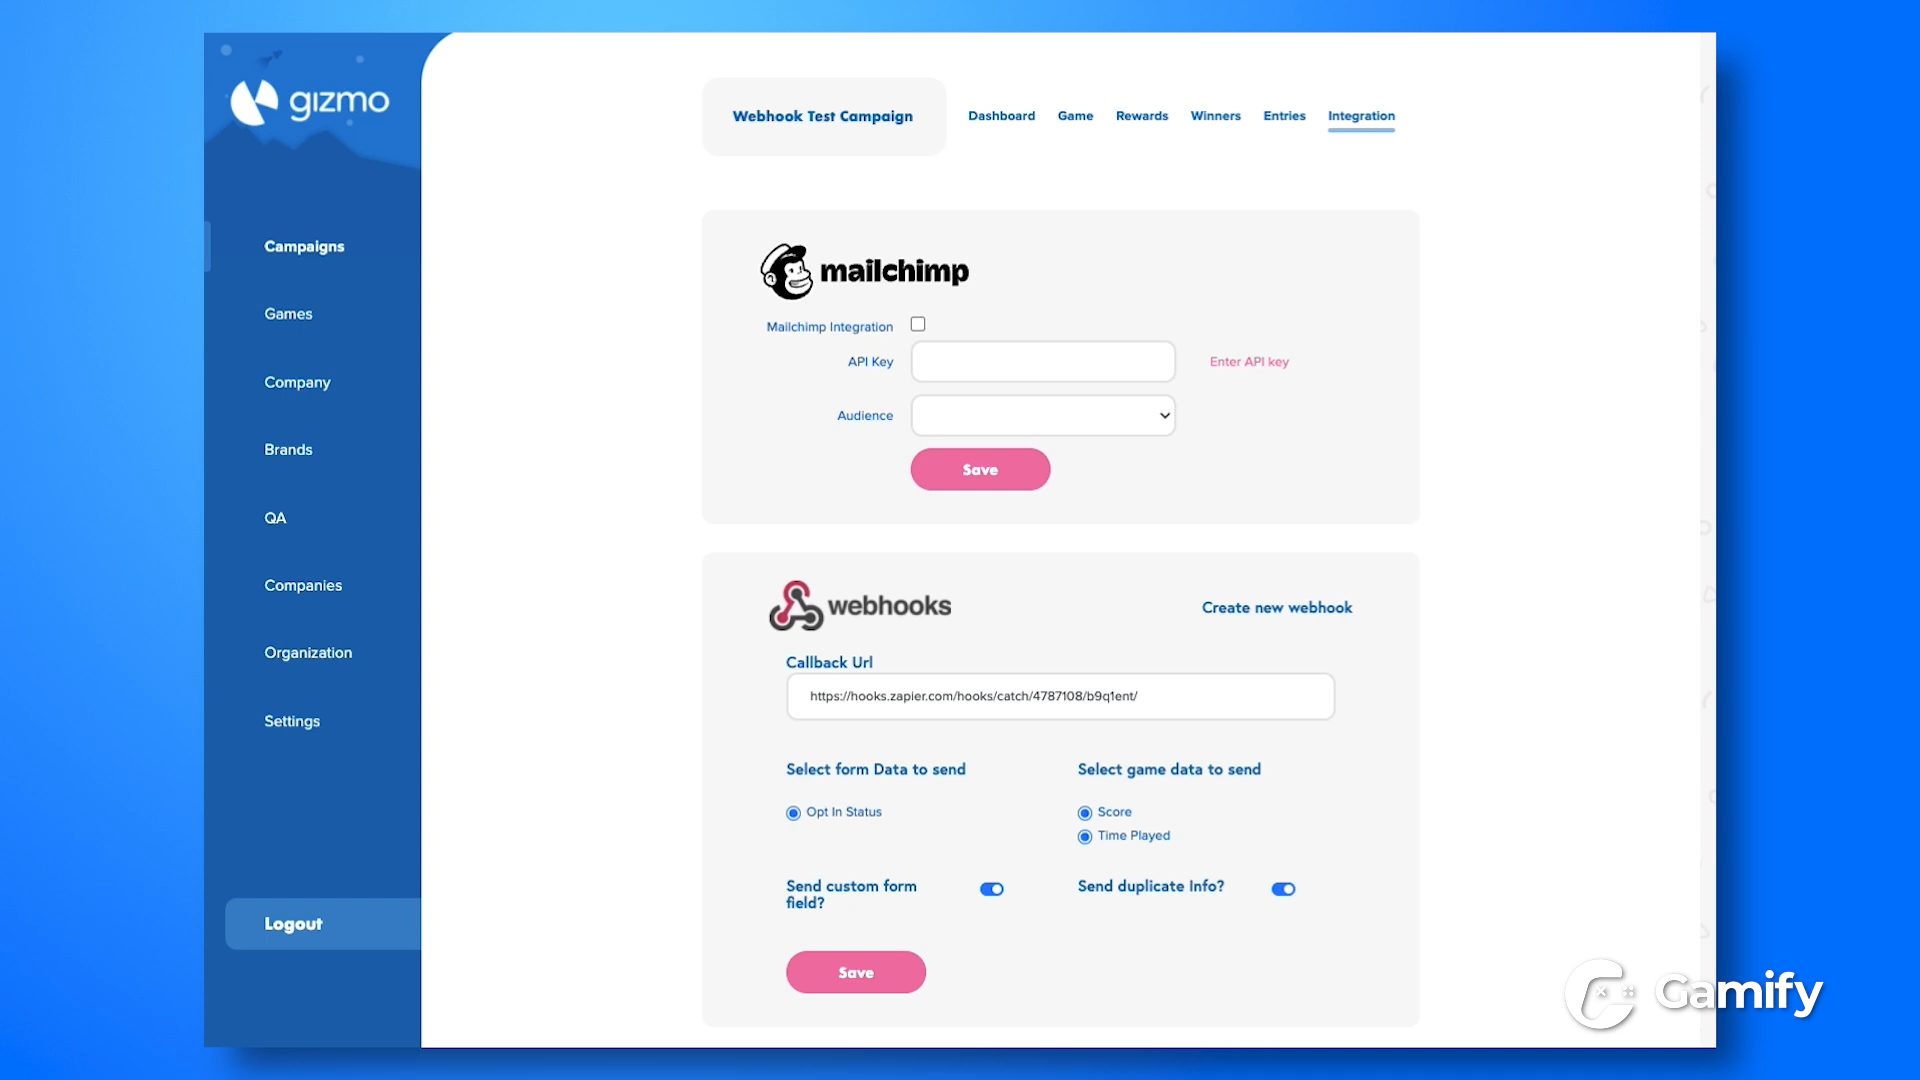 gizmo
Campaigns
Games
Company
Brands
QA
Companies
Organization
Settings
Logout
Webhook Test Campaign
Dashboard
Game
Rewards
Winners
Entries
Integration
mailchimp
Mailchimp Integration
API Key
Enter API key
Audience
Save
webhooks
Create new webhook
Callback Url
https://hooks.zapier.com/hooks/catch/4787108/b9q1ent/
Select form Data to send
Opt In Status
Select game data to send
Score
Time Played
Send custom form
field?
Send duplicate Info?
Save
Gamify